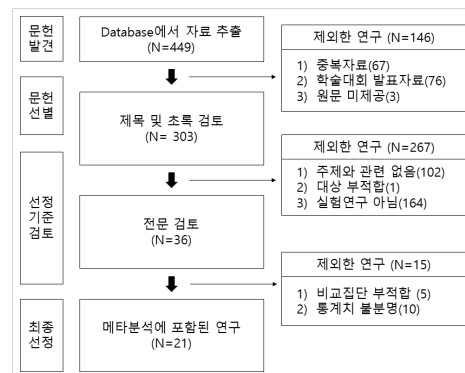 문헌
발견
Database에서 자료 추출
(N=449)
제외한 연구 (N=146)
1) 중복자료(67)
2) 학술대회 발표자료(76)
3) 원문 미제공(3)
문헌
선별
제목 및 초록 검토
(N= 303)
제외한 연구 (N=267)
1) 주제와 관련 없음(102)
2) 대상 부적합(1)
3) 실험연구 아님(164)
선정
기준
검토
전문 검토
(N=36)
제외한 연구 (N=15)
1) 비교집단 부적합 (5)
2) 통계치 불분명(10)
최종
선정
메타분석에 포함된 연구
(N=21)